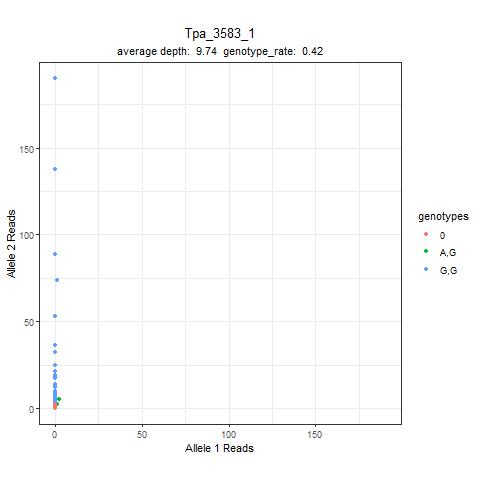 Tpa_3583_1
average depth: 9.74 genotype_rate: 0.42
Allele 2 Reads
150
100
50
0
0
50
100
150
Allele 1 Reads
genotypes
0
A,G
G,G